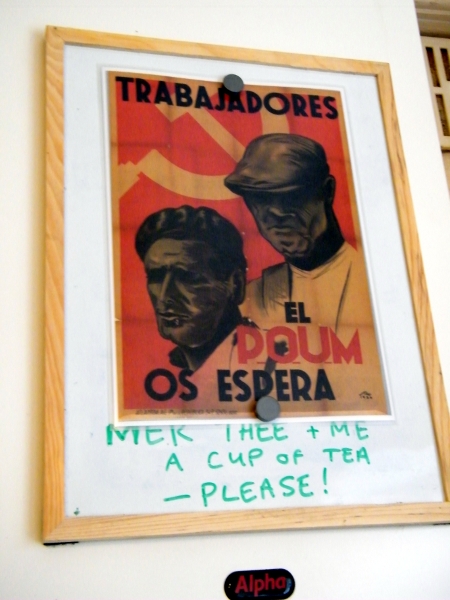 TRABAJADORES
EL
POUM
OS ESPERA
MEK THEE + ME
A CUP OF TEA
— PLEASE!
Alpha